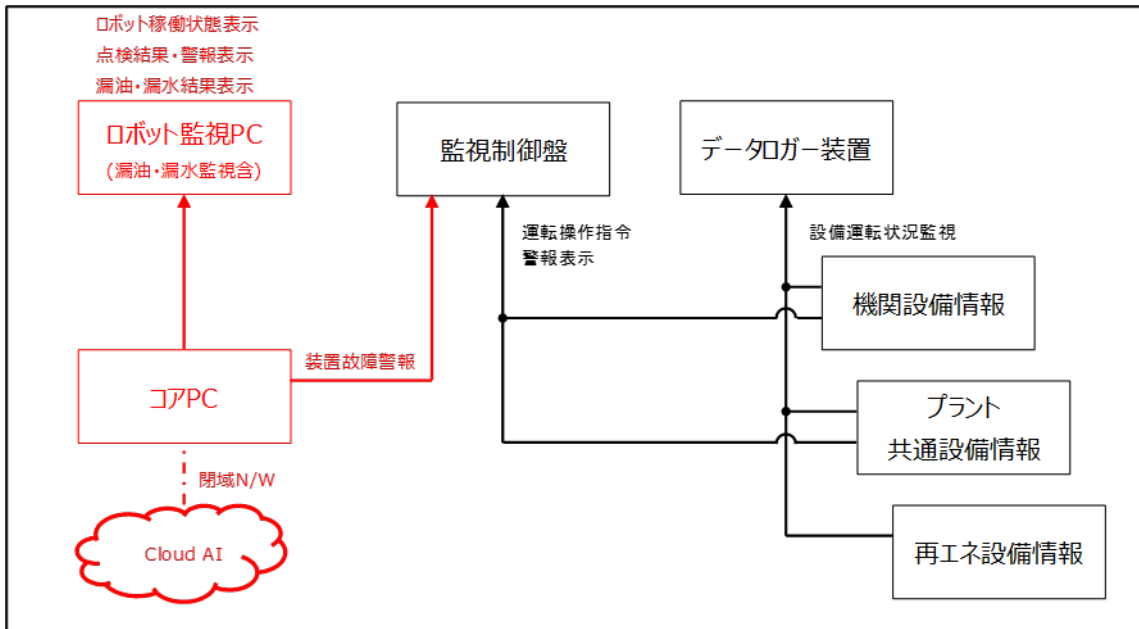 ロボット稼働状態表示
点検結果・警報表示
漏油・漏水結果表示
ロボット監視PC
(漏油・漏水監視含)
監視制御盤
データロガー装置
運転操作指令
警報表示
設備運転状況監視
機関設備情報
装置故障警報
コアPC
プラント
共通設備情報
閉域N/W
Cloud AI
再エネ設備情報